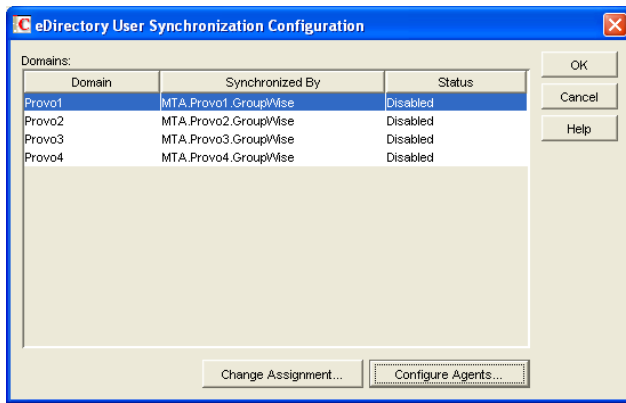 eDirectory User Synchronization Configuration
Domains:
Domain Synchronized By Status
Provo1 MTA.Provo1.GroupWise Disabled
Provo2 MTA.Provo2.GroupWise Disabled
Provo3 MTA.Provo3.GroupWise Disabled
Provo4 MTA.Provo4.GroupWise Disabled
OK
Cancel
Help
Change Assignment... Configure Agents...